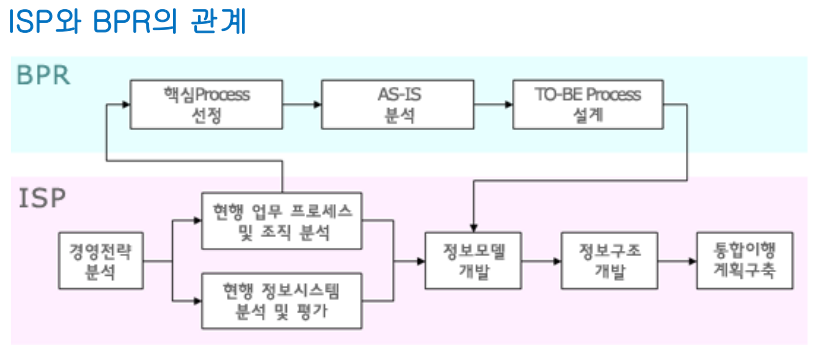 ISP와 BPR의 관계
BPR
핵심Process
선정
AS-IS
분석
TO-BE Process
설계
ISP
경영전략
분석
현행 업무 프로세스
및 조직 분석
현행 정보시스템
분석 및 평가
정보모델
개발
정보구조
개발
통합이행
계획구축